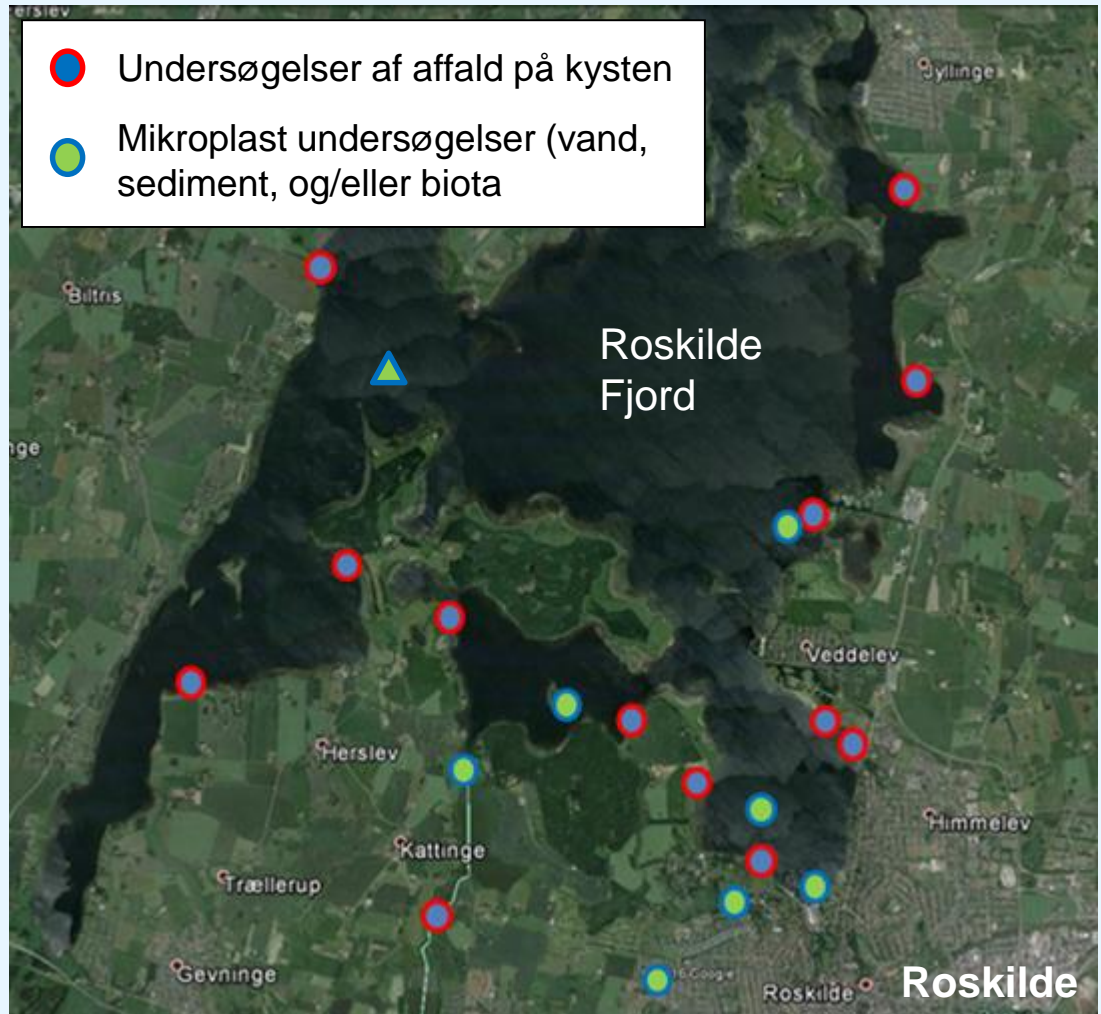 Undersøgelser af affald på kysten
Mikroplast undersøgelser (vand,
sediment, og/eller biota
Jyllinge
Biltris
Roskilde
Fjord
Veddelev
Herslev
Himmelev
Kattinge
Trællerup
Gevninge
Roskilde
Roskilde